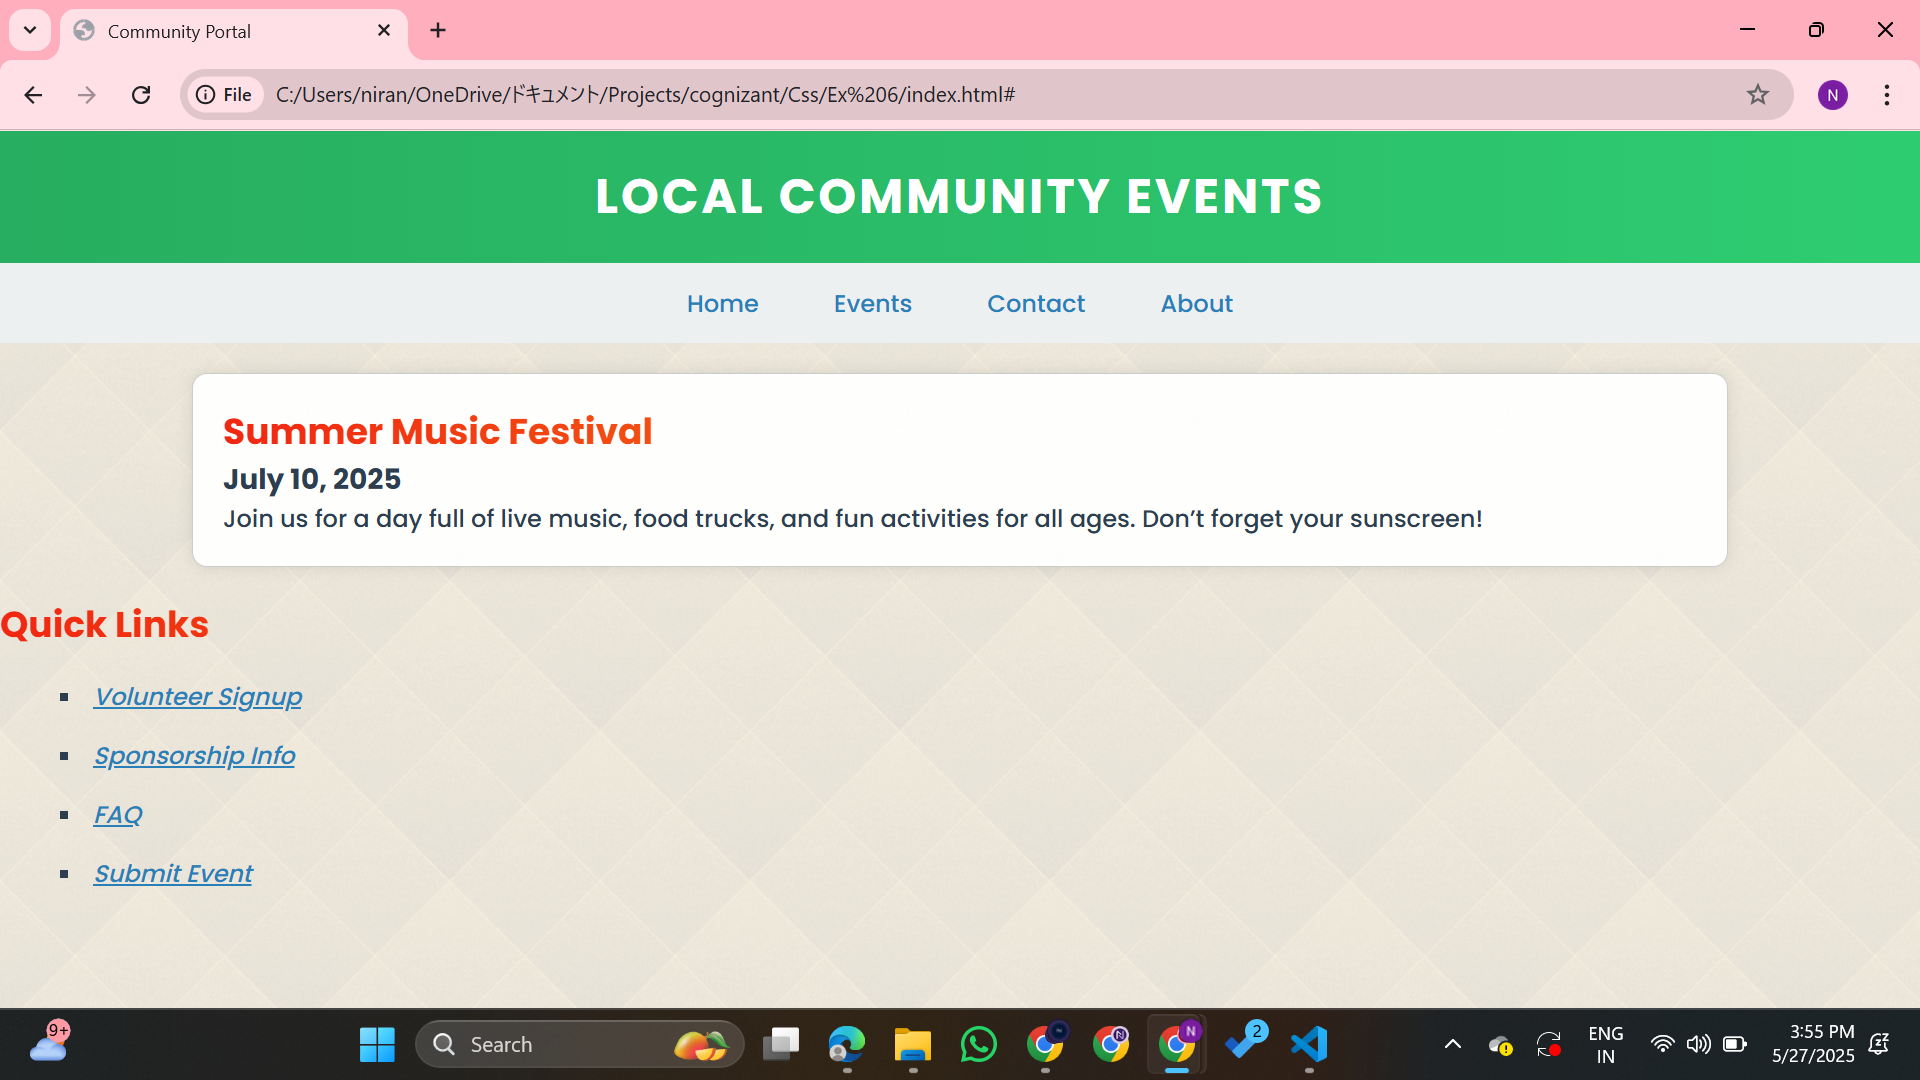 Community Portal
File C:/Users/niran/OneDrive/ドキュメント/Projects/cognizant/Css/Ex%206/index.html#
N
LOCAL COMMUNITY EVENTS
Home Events Contact About
Summer Music Festival
July 10, 2025
Join us for a day full of live music, food trucks, and fun activities for all ages. Don’t forget your sunscreen!
Quick Links
Volunteer Signup
Sponsorship Info
FAQ
Submit Event
9+
Search
N
N
2
ENG
IN
3:55 PM
5/27/2025